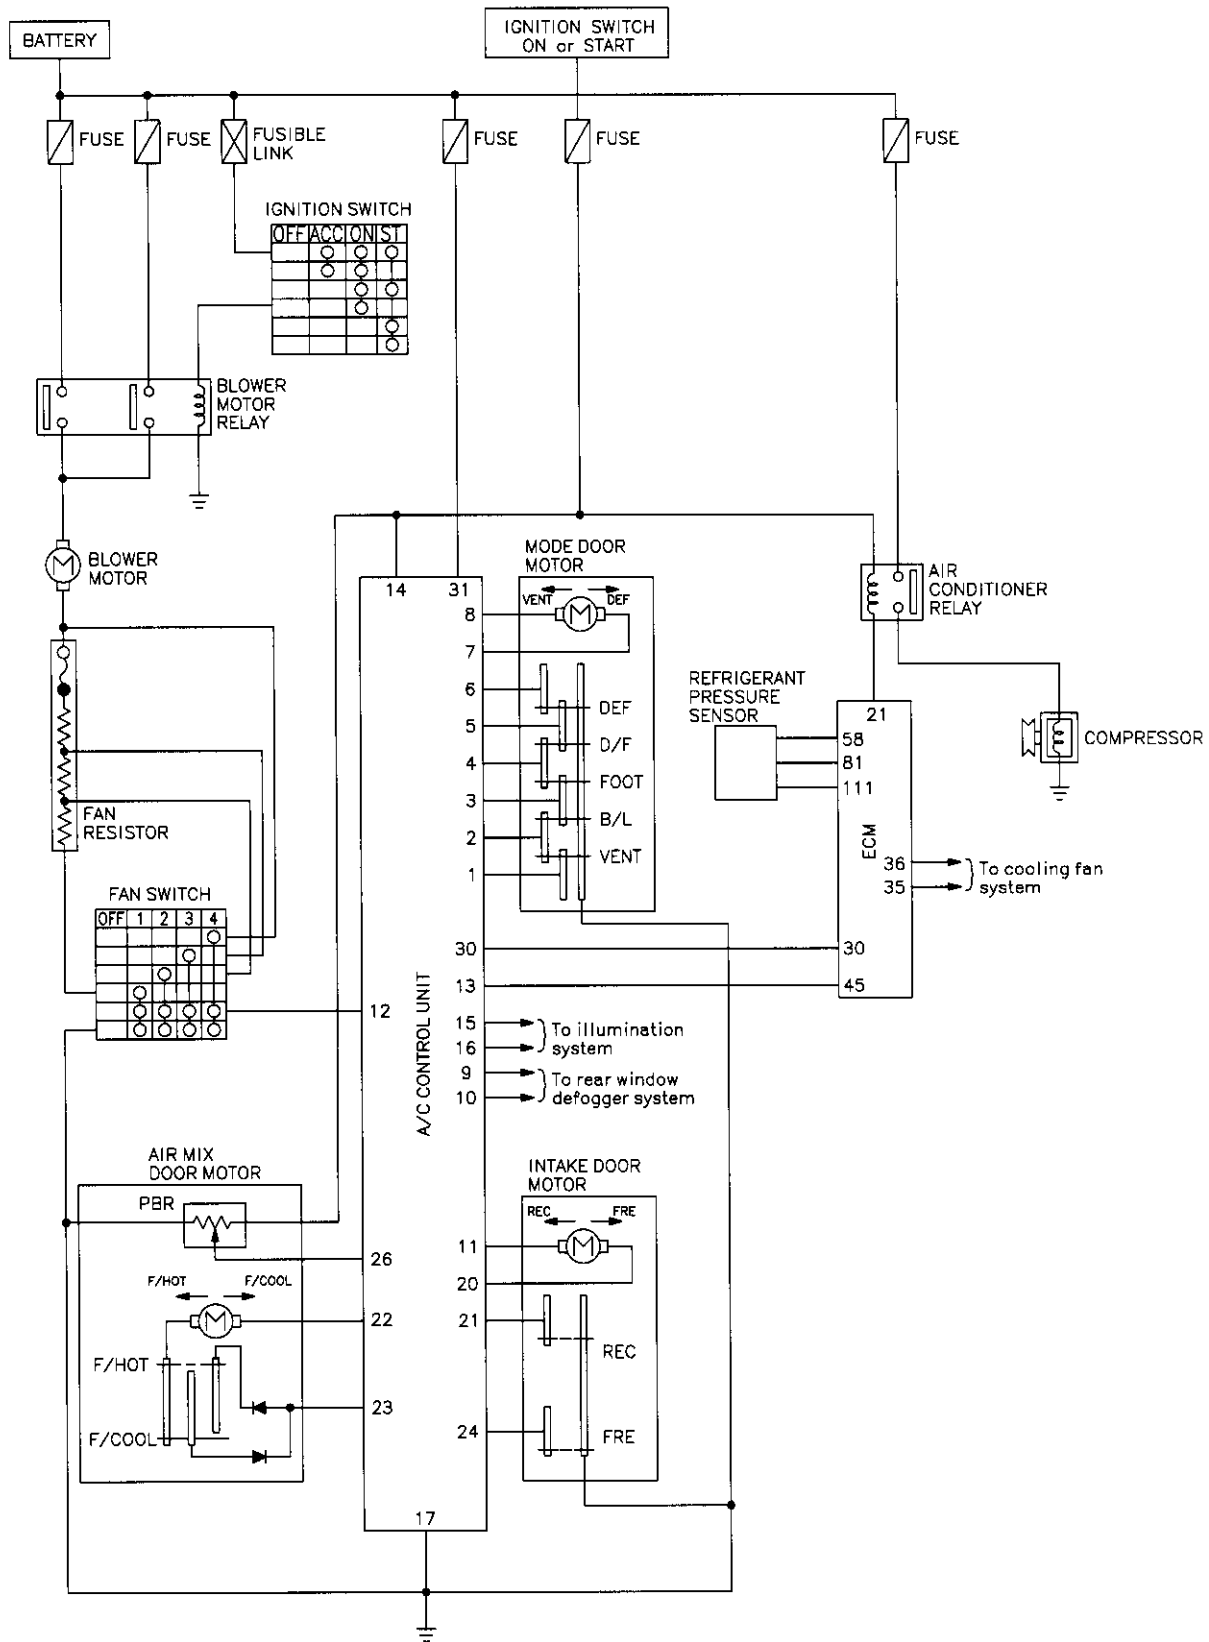 BATTERY
IGNITION SWITCH
ON or START
FUSE
FUSE
FUSIBLE
LINK
FUSE
FUSE
FUSE
IGNITION SWITCH
OFF ACC ON ST
BLOWER
MOTOR
RELAY
BLOWER
MOTOR
FAN
RESISTOR
FAN SWITCH
OFF 1 2 3 4
14
31
A/C CONTROL UNIT
8
7
6
5
4
3
2
1
30
13
15
16
9
10
11
20
21
24
12
26
22
23
17
MODE DOOR
MOTOR
VENT
DEF
M
DEF
D/F
FOOT
B/L
VENT
AIR
CONDITIONER
RELAY
REFRIGERANT
PRESSURE
SENSOR
21
58
81
111
ECM
36
35
30
45
COMPRESSOR
To cooling fan
system
To illumination
system
To rear window
defogger system
AIR MIX
DOOR MOTOR
PBR
F/HOT
F/COOL
M
F/HOT
F/COOL
INTAKE DOOR
MOTOR
REC
FRE
M
REC
FRE
M